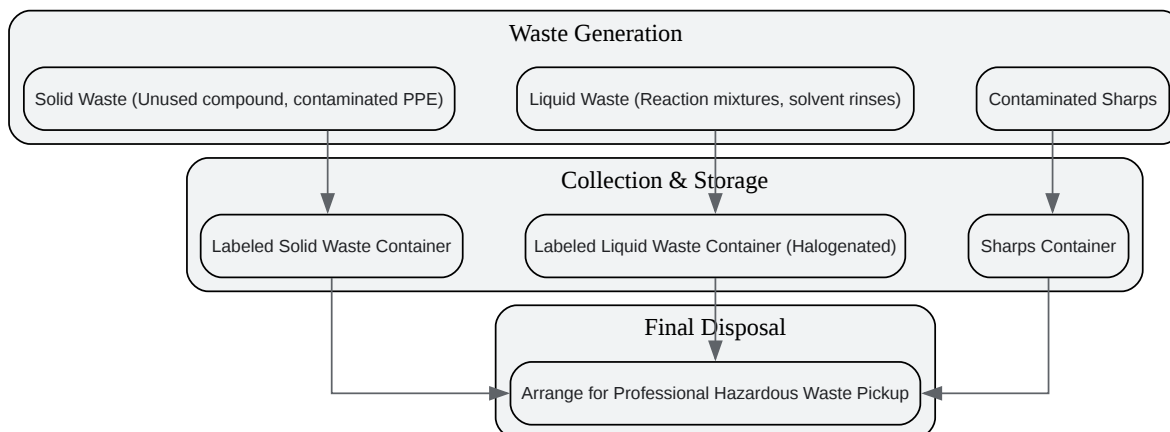 Waste Generation
Solid Waste (Unused compound, contaminated PPE)
Liquid Waste (Reaction mixtures, solvent rinses)
Contaminated Sharps
Collection & Storage
Labeled Solid Waste Container
Labeled Liquid Waste Container (Halogenated)
Sharps Container
Final Disposal
Arrange for Professional Hazardous Waste Pickup